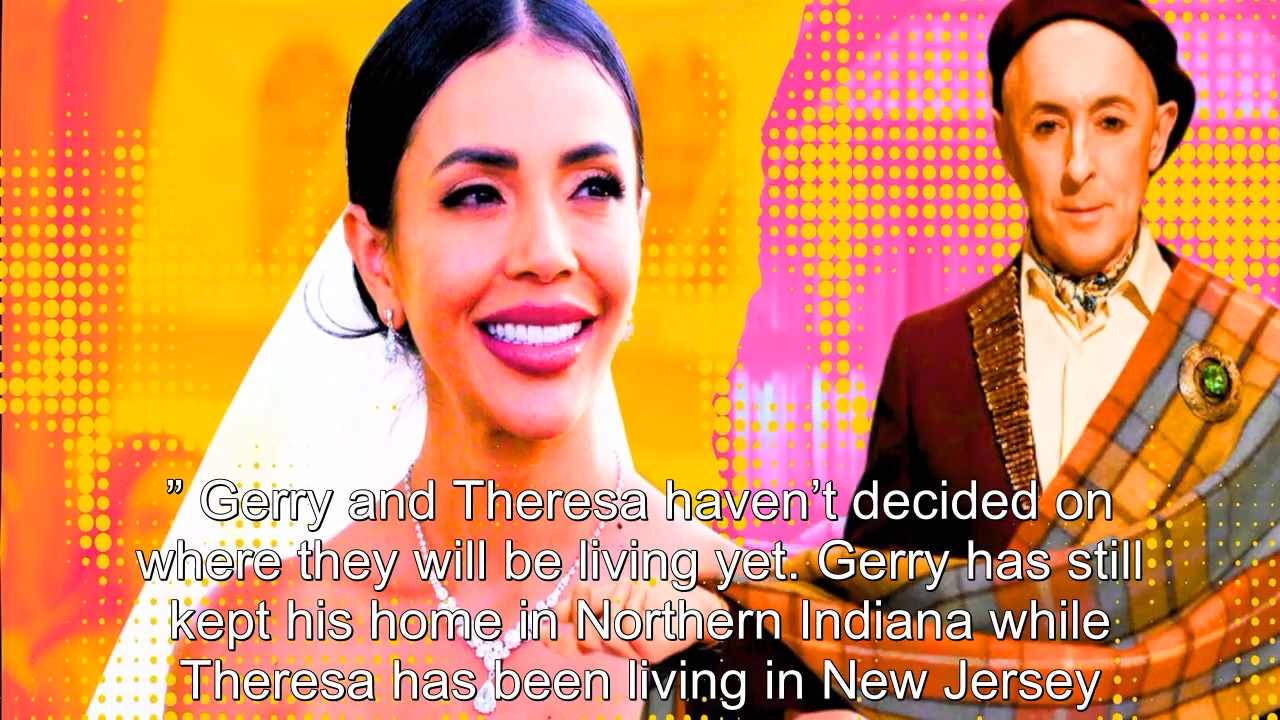 ” Gerry and Theresa haven’t decided on
where they will be living yet. Gerry has still
kept his home in Northern Indiana while
Theresa has been living in New Jersey